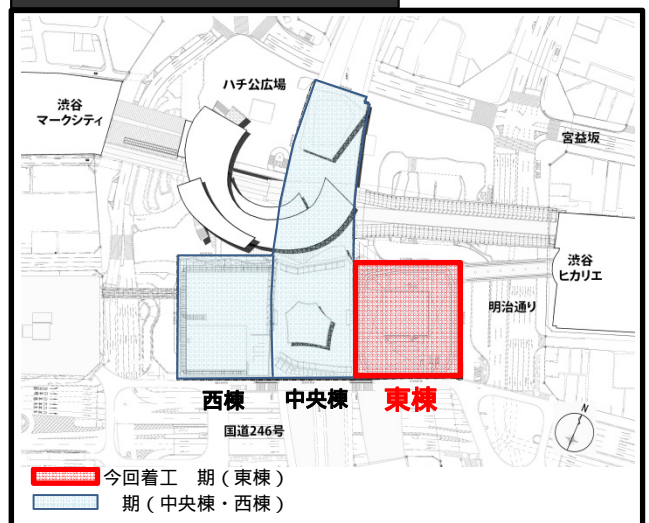 ハチ公広場
渋谷
マークシティ
宮益坂
渋谷
ヒカリエ
明治通り
西棟 中央棟 東棟
国道246号
N
今回着工 期（東棟）
期（中央棟・西棟）